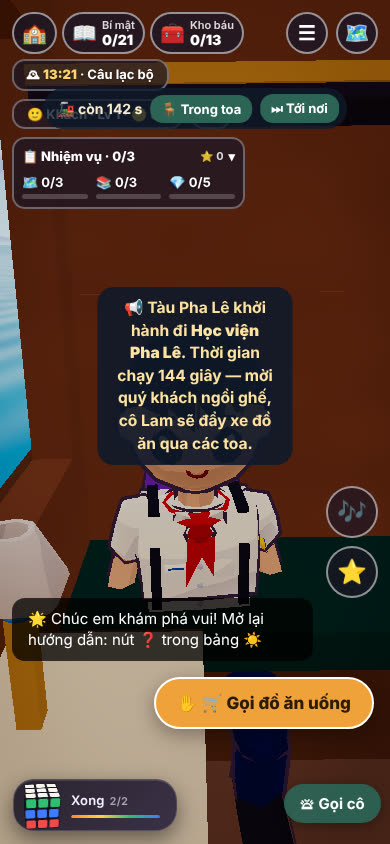 Bí mật
0/21
Kho báu
0/13
13:21 · Câu lạc bộ
còn 142 s
Trong toa
Tới nơi
Nhiệm vụ · 0/3
0
0/3
0/3
0/5
Tàu Pha Lê khởi
hành đi Học viện
Pha Lê. Thời gian
chạy 144 giây — mời
quý khách ngồi ghế,
cô Lam sẽ đẩy xe đồ
ăn qua các toa.
Chúc em khám phá vui! Mở lại
hướng dẫn: nút ❓ trong bảng ☀️
Gọi đồ ăn uống
Xong 2/2
Gọi cô